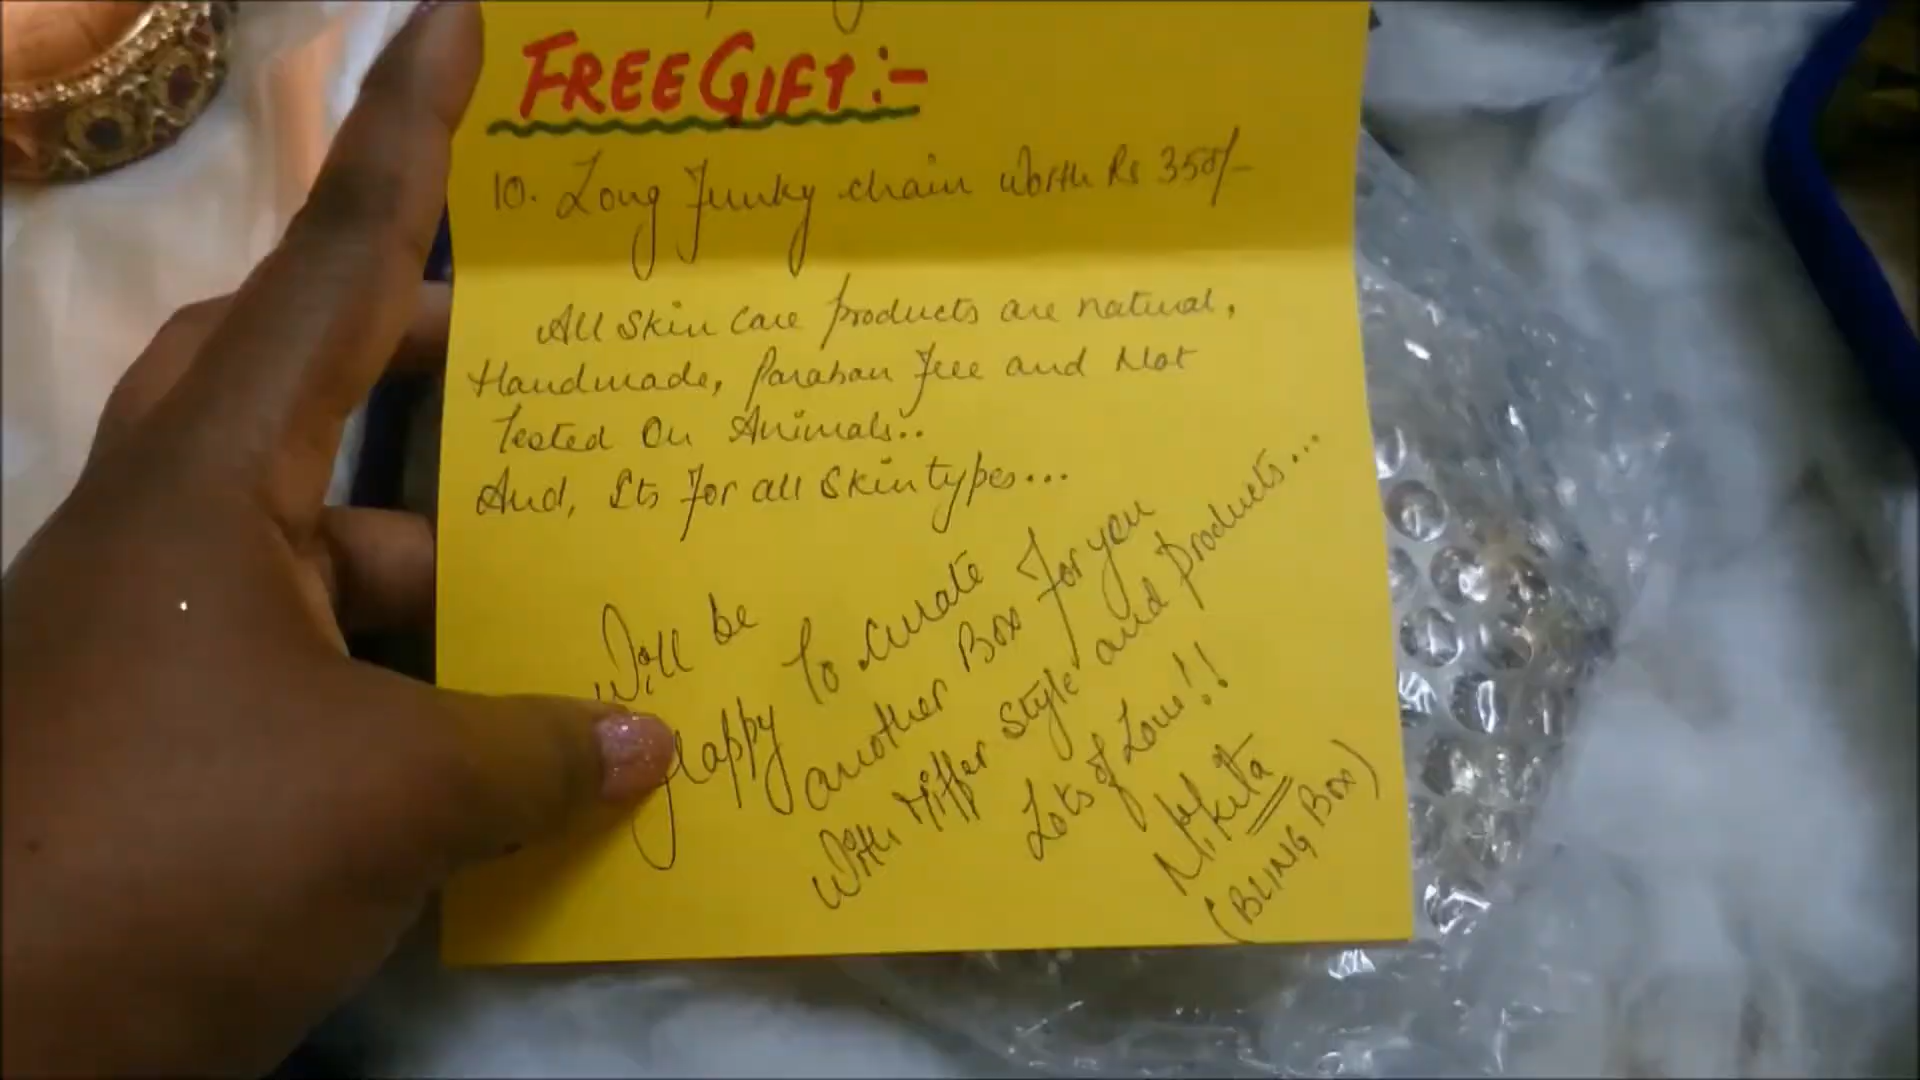 FREE GIFT:-
10. Long Junky chain worth Rs 350/-
All Skin Care products are natural,
Handmade, Paraban free and Not
Tested On Animals..
And, Its For all Skin types...
Will be
Happy To curate
another Box For you
With Differ Style and Products...
Lots of Love!!
Nikita
(BLING BOX)